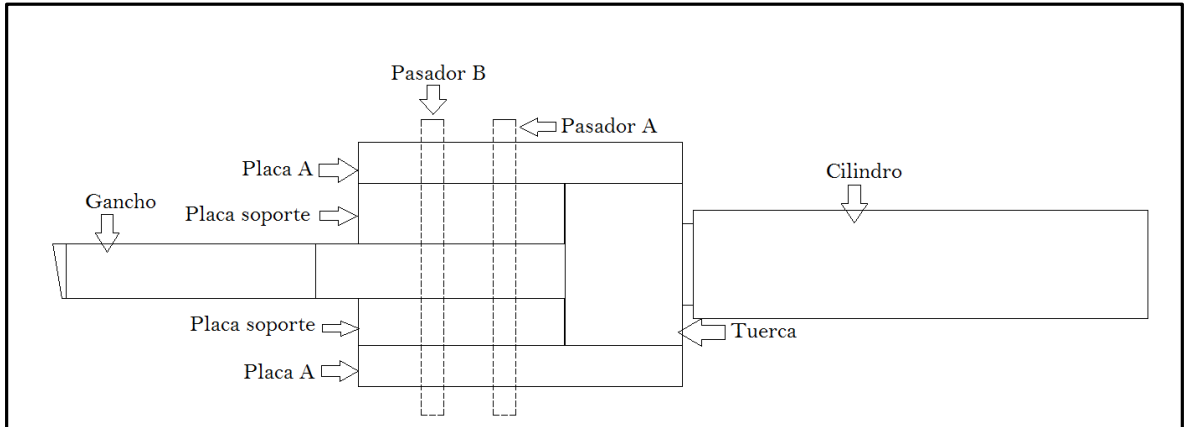 Pasador B
Pasador A
Placa A
Cilindro
Gancho
Placa soporte
Placa soporte
Tuerca
Placa A